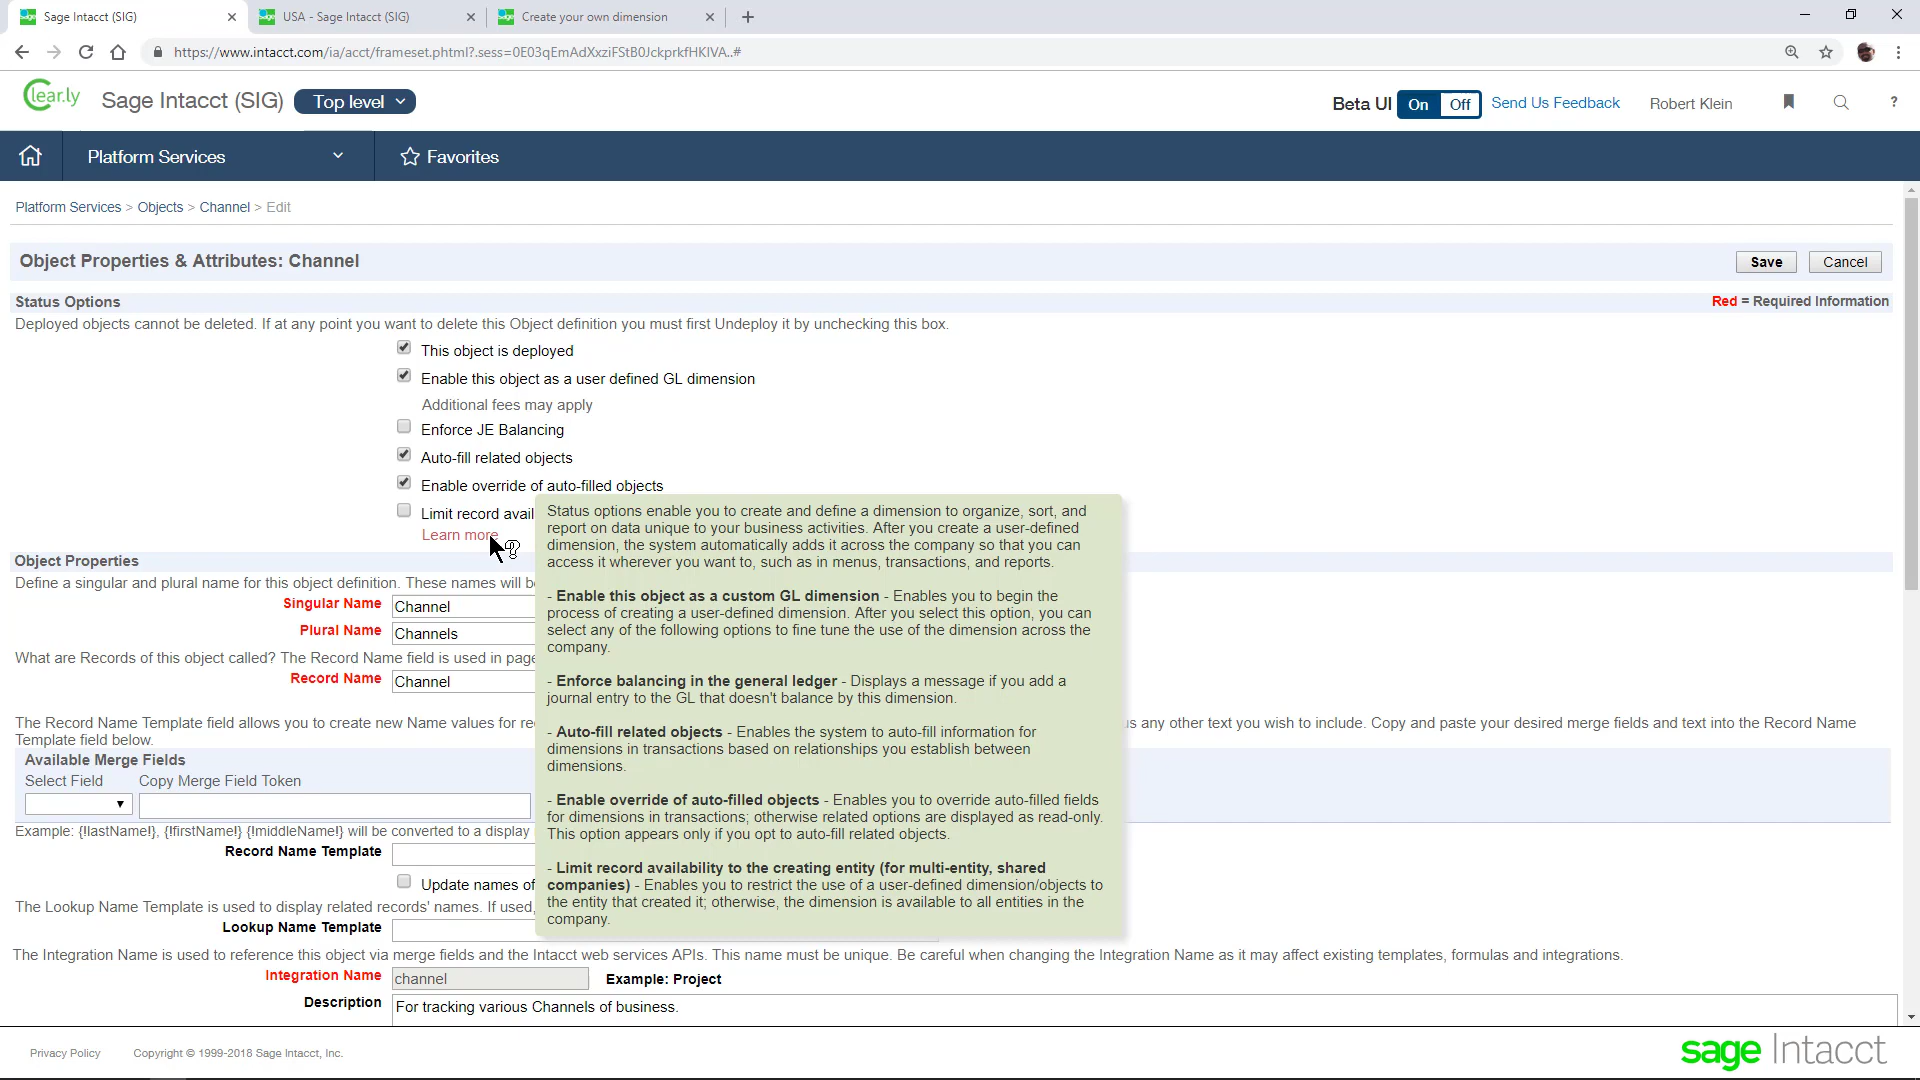 Sage Intacct (SIG)
USA - Sage Intacct (SIG)
Create your own dimension
https://www.intacct.com/ia/acct/frameset.phtml?.sess=0E03qEmAdXxziFStB0JckprkfHKIVA..#
Clear.ly
Sage Intacct (SIG)
Top level
Beta UI
On
Off
Send Us Feedback
Robert Klein
?
Platform Services
Favorites
Platform Services > Objects > Channel > Edit
Object Properties & Attributes: Channel
Save
Cancel
Status Options
Red = Required Information
Deployed objects cannot be deleted. If at any point you want to delete this Object definition you must first Undeploy it by unchecking this box.
This object is deployed
Enable this object as a user defined GL dimension
Additional fees may apply
Enforce JE Balancing
Auto-fill related objects
Enable override of auto-filled objects
Limit record avail
Learn more
Status options enable you to create and define a dimension to organize, sort, and
report on data unique to your business activities. After you create a user-defined
dimension, the system automatically adds it across the company so that you can
access it wherever you want to, such as in menus, transactions, and reports.
- Enable this object as a custom GL dimension - Enables you to begin the
process of creating a user-defined dimension. After you select this option, you can
select any of the following options to fine tune the use of the dimension across the
company.
- Enforce balancing in the general ledger - Displays a message if you add a
journal entry to the GL that doesn't balance by this dimension.
- Auto-fill related objects - Enables the system to auto-fill information for
dimensions in transactions based on relationships you establish between
dimensions.
- Enable override of auto-filled objects - Enables you to override auto-filled fields
for dimensions in transactions; otherwise related options are displayed as read-only.
This option appears only if you opt to auto-fill related objects.
- Limit record availability to the creating entity (for multi-entity, shared
companies) - Enables you to restrict the use of a user-defined dimension/objects to
the entity that created it; otherwise, the dimension is available to all entities in the
company.
Object Properties
Define a singular and plural name for this object definition. These names will b
Singular Name
Channel
Plural Name
Channels
What are Records of this object called? The Record Name field is used in page
Record Name
Channel
The Record Name Template field allows you to create new Name values for re
s any other text you wish to include. Copy and paste your desired merge fields and text into the Record Name
Template field below.
Available Merge Fields
Select Field
Copy Merge Field Token
Example: {!lastName!}, {!firstName!} {!middleName!} will be converted to a display
Record Name Template
Update names of
The Lookup Name Template is used to display related records' names. If used,
Lookup Name Template
The Integration Name is used to reference this object via merge fields and the Intacct web services APIs. This name must be unique. Be careful when changing the Integration Name as it may affect existing templates, formulas and integrations.
Integration Name
channel
Example: Project
Description
For tracking various Channels of business.
Privacy Policy
Copyright © 1999-2018 Sage Intacct, Inc.
sage Intacct